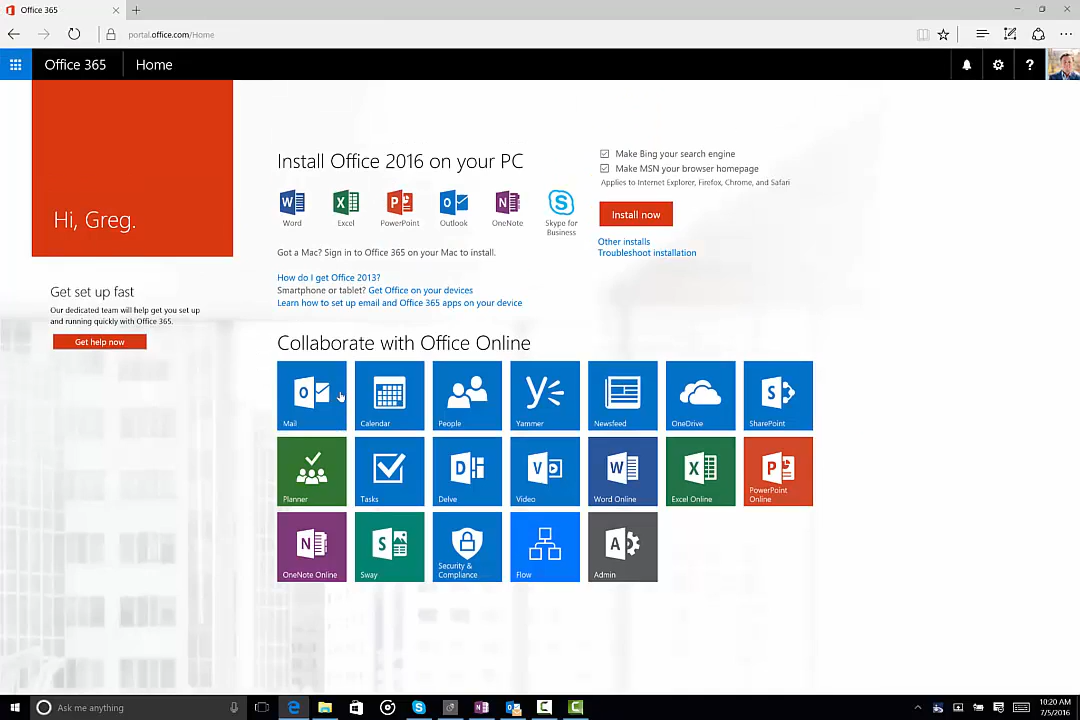 Office 365
portal.office.com/Home
Office 365
Home
?
Hi, Greg.
Get set up fast
Our dedicated team will help get you set up
and running quickly with Office 365.
Get help now
Install Office 2016 on your PC
Word
Excel
PowerPoint
Outlook
OneNote
Skype for
Business
Got a Mac? Sign in to Office 365 on your Mac to install.
How do I get Office 2013?
Smartphone or tablet? Get Office on your devices
Learn how to set up email and Office 365 apps on your device
Make Bing your search engine
Make MSN your browser homepage
Applies to Internet Explorer, Firefox, Chrome, and Safari
Install now
Other installs
Troubleshoot installation
Collaborate with Office Online
Mail
Calendar
People
Yammer
Newsfeed
OneDrive
SharePoint
Planner
Tasks
Delve
Video
Word Online
Excel Online
PowerPoint
Online
OneNote Online
Sway
Security &
Compliance
Flow
Admin
Ask me anything
10:20 AM
7/5/2016